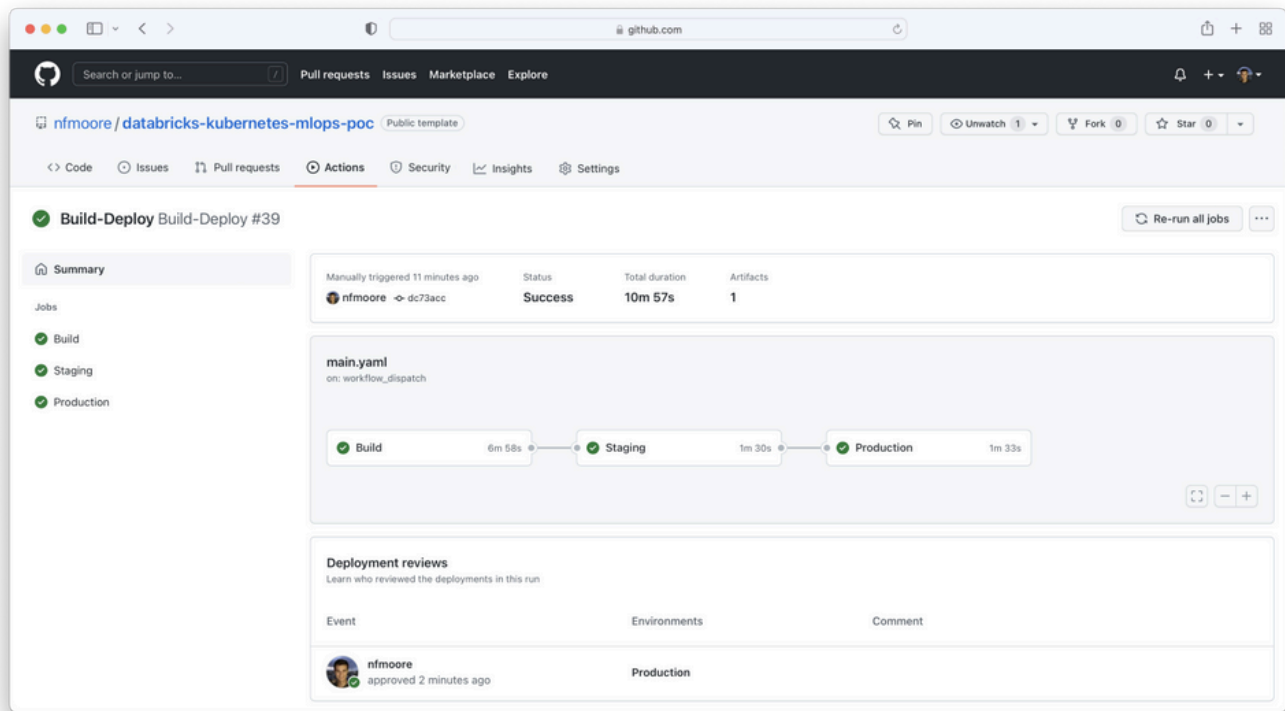 github.com
Search or jump to... / Pull requests Issues Marketplace Explore
nfmoore / databricks-kubernetes-mlops-poc Public template Pin Unwatch 1 Fork 0 Star 0
<> Code Issues Pull requests Actions Security Insights Settings
Build-Deploy Build-Deploy #39 Re-run all jobs ...
Summary
Jobs
Build
Staging
Production
Manually triggered 11 minutes ago Status Total duration Artifacts
nfmoore dc73acc Success 10m 57s 1
main.yaml
on: workflow_dispatch
Build 6m 58s Staging 1m 30s Production 1m 33s
Deployment reviews
Learn who reviewed the deployments in this run
Event Environments Comment
nfmoore
approved 2 minutes ago Production